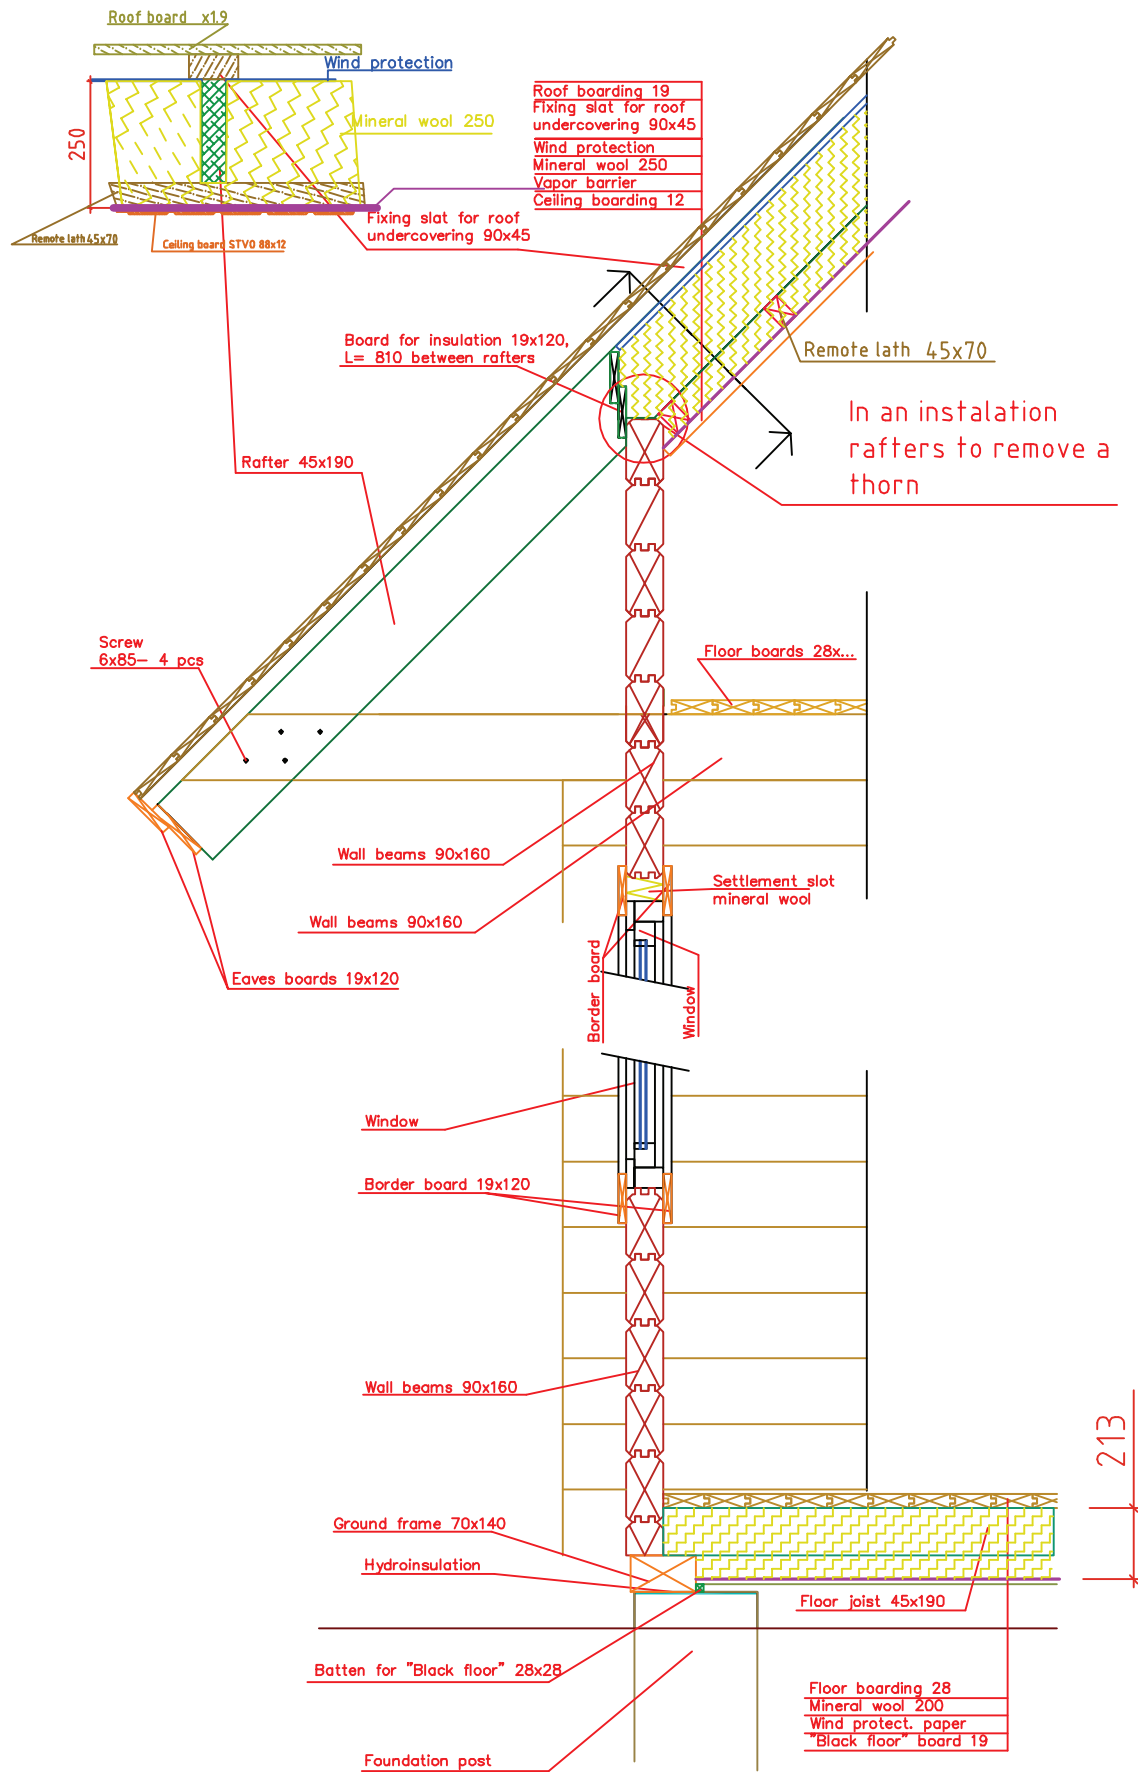 Roof board x1.9
Wind protection
Mineral wool 250
250
Remote lath 45x70
Ceiling board STVO 88x12
Fixing slat for roof
undercovering 90x45
Roof boarding 19
Fixing slat for roof
undercovering 90x45
Wind protection
Mineral wool 250
Vapor barrier
Ceiling boarding 12
Board for insulation 19x120,
L= 810 between rafters
Remote lath 45x70
In an instalation
rafters to remove a
thorn
Rafter 45x190
Screw
6x85– 4 pcs
Floor boards 28x...
Wall beams 90x160
Settlement slot
mineral wool
Wall beams 90x160
Border board
Window
Eaves boards 19x120
Window
Border board 19x120
Wall beams 90x160
213
Ground frame 70x140
Hydroinsulation
Floor joist 45x190
Batten for "Black floor" 28x28
Floor boarding 28
Mineral wool 200
Wind protect. paper
"Black floor" board 19
Foundation post